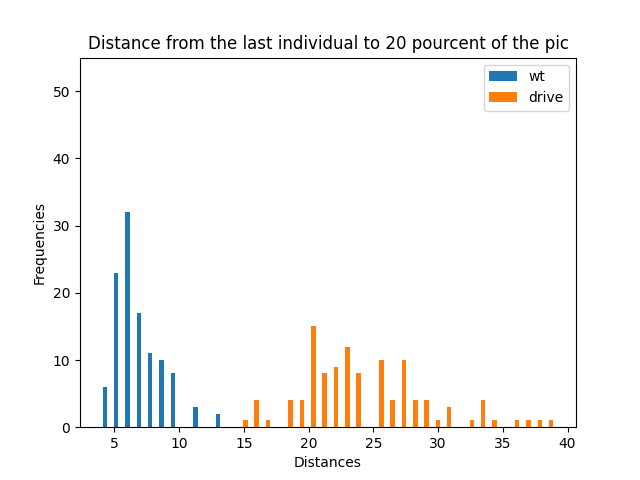 Distance from the last individual to 20 pourcent of the pic
wt
drive
Frequencies
50
40
30
20
10
0
5
10
15
20
25
30
35
40
Distances